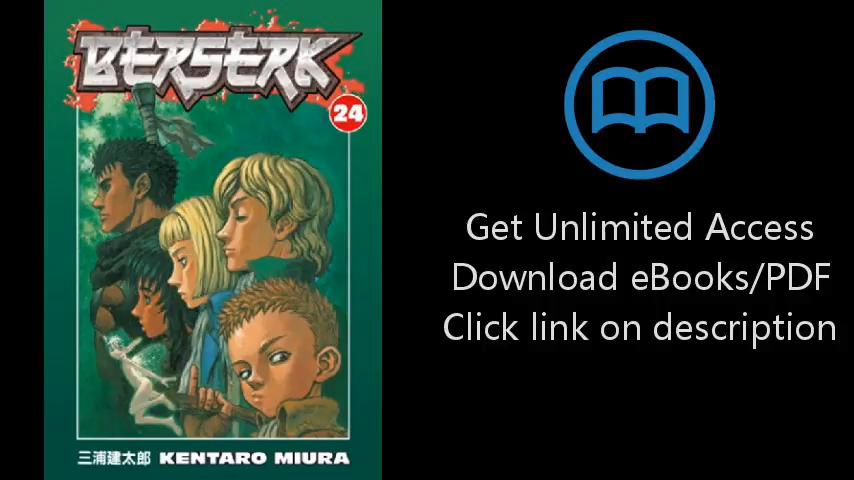 BERSERK
24
三浦建太郎 KENTARO MIURA
Get Unlimited Access
Download eBooks/PDF
Click link on description